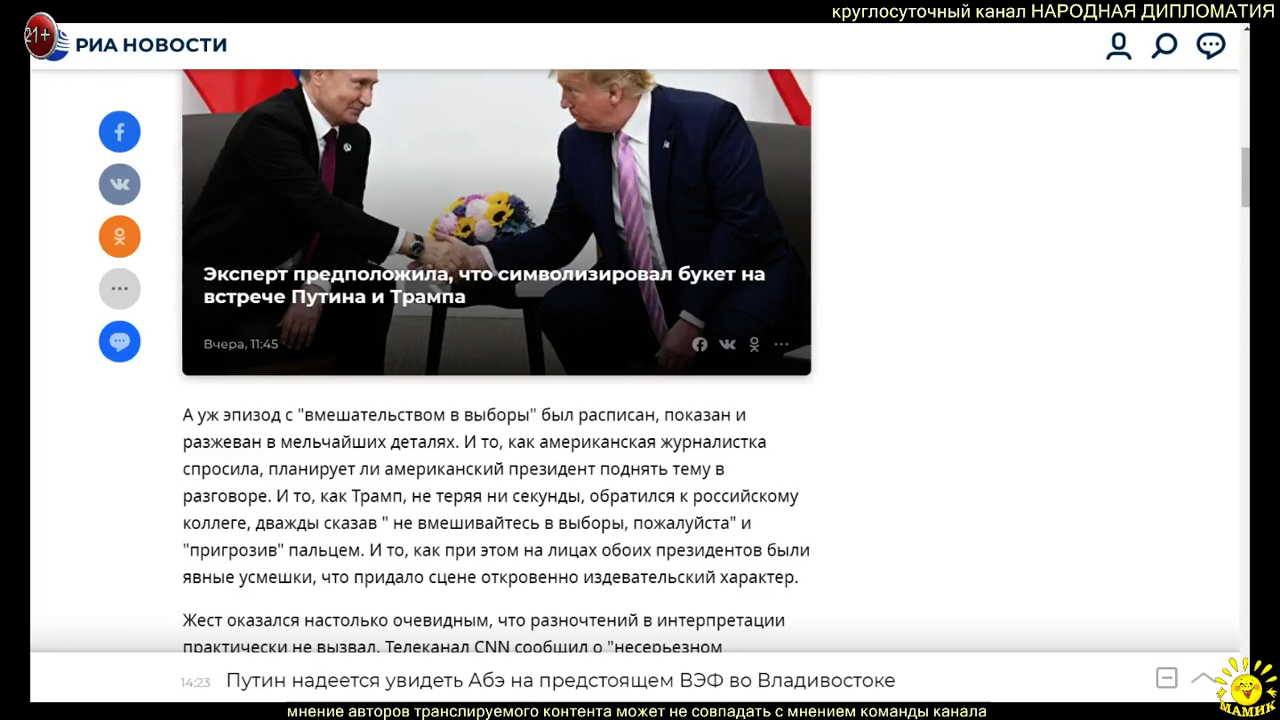 круглосуточный канал НАРОДНАЯ ДИПЛОМАТИЯ
21+
РИА НОВОСТИ
Эксперт предположила, что символизировал букет на
встрече Путина и Трампа
Вчера, 11:45
А уж эпизод с "вмешательством в выборы" был расписан, показан и
разжеван в мельчайших деталях. И то, как американская журналистка
спросила, планирует ли американский президент поднять тему в
разговоре. И то, как Трамп, не теряя ни секунды, обратился к российскому
коллеге, дважды сказав " не вмешивайтесь в выборы, пожалуйста" и
"пригрозив" пальцем. И то, как при этом на лицах обоих президентов были
явные усмешки, что придало сцене откровенно издевательский характер.
Жест оказался настолько очевидным, что разночтений в интерпретации
практически не вызвал. Телеканал CNN сообщил о "несерьезном
14:23 Путин надеется увидеть Абэ на предстоящем ВЭФ во Владивостоке
МАМИК
мнение авторов транслируемого контента может не совпадать с мнением команды канала